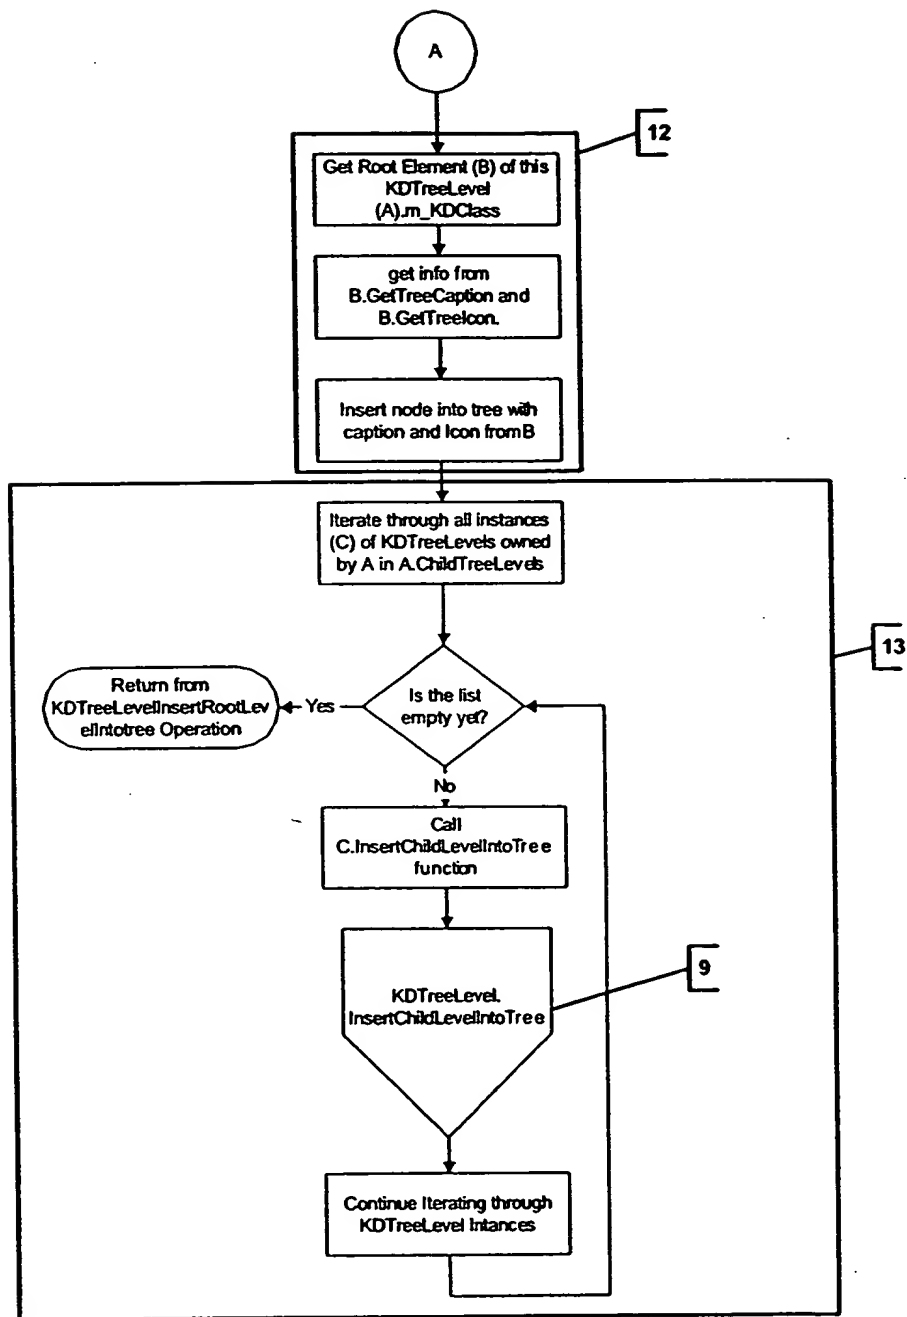 A
12
Get Root Element (B) of this
KDTreeLevel
(A).m_KDClass
get info from
B.GetTreeCaption and
B.GetTreeIcon.
Insert node into tree with
caption and Icon from B
Iterate through all instances
(C) of KDTreeLevels owned
by A in A.ChildTreeLevels
13
Return from
KDTreeLevelInsertRootLev
elIntotree Operation
Yes
Is the list
empty yet?
No
Call
C.InsertChildLevelIntoTree
function
9
KDTreeLevel.
InsertChildLevelIntoTree
Continue Iterating through
KDTreeLevel Intances